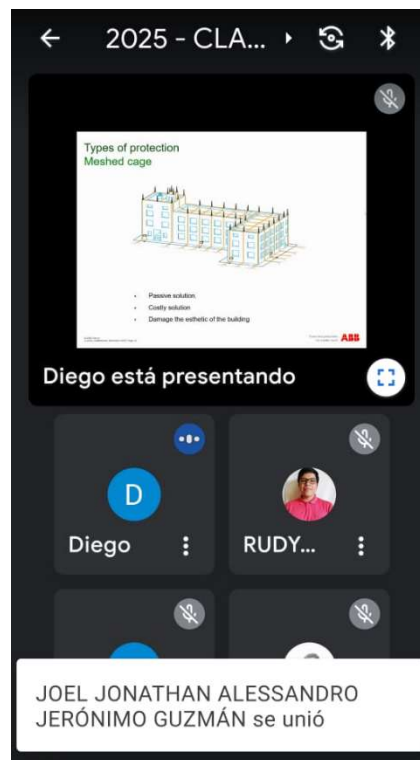 2025 - CLA...
Types of protection
Meshed cage
• Passive solution
• Costly solution
• Damage the esthetic of the building
ABB
Diego está presentando
D
Diego
RUDY...
JOEL JONATHAN ALESSANDRO
JERÓNIMO GUZMÁN se unió